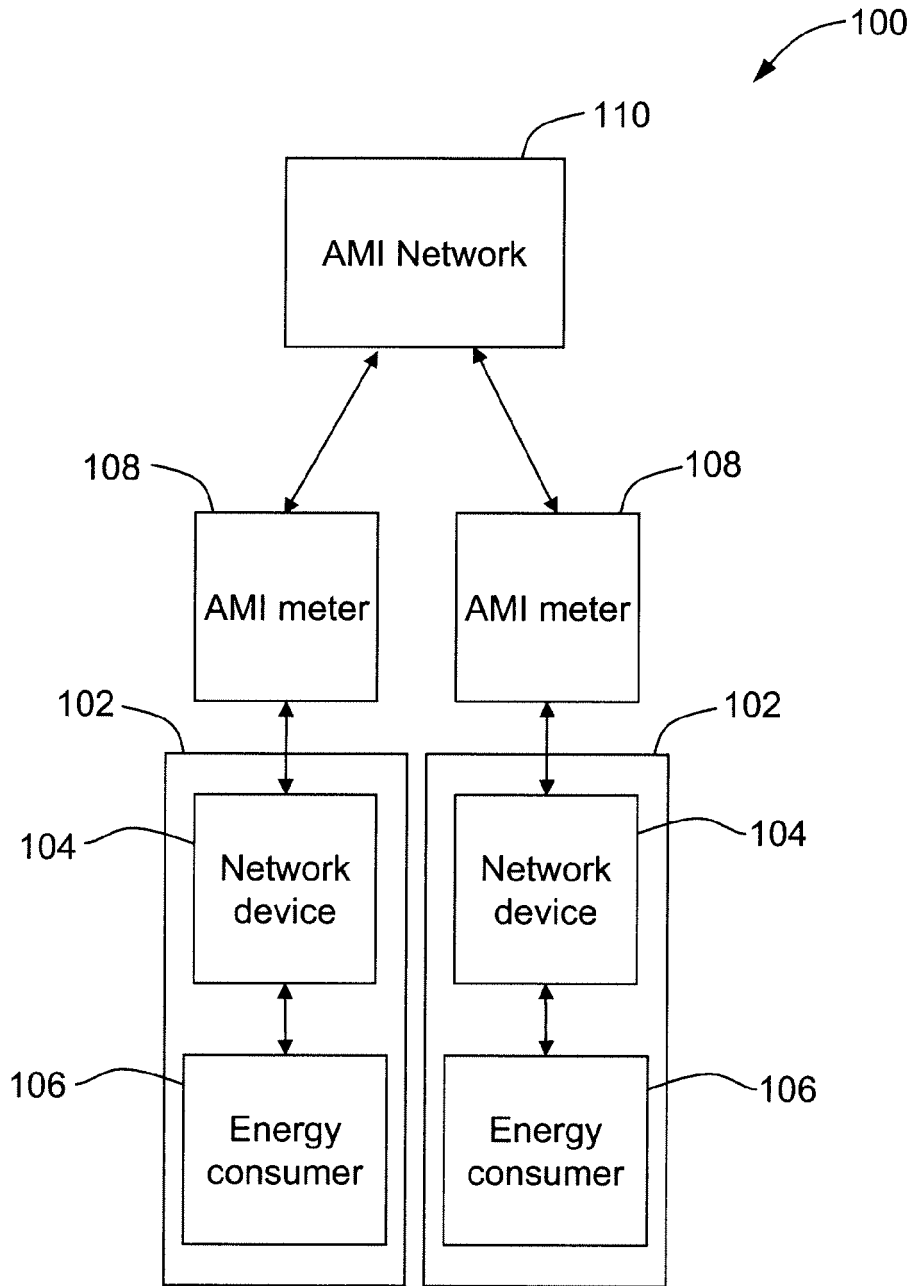 100
110
AMI Network
108
108
AMI meter
AMI meter
102
102
104
Network
device
Network
device
104
106
Energy
consumer
Energy
consumer
106